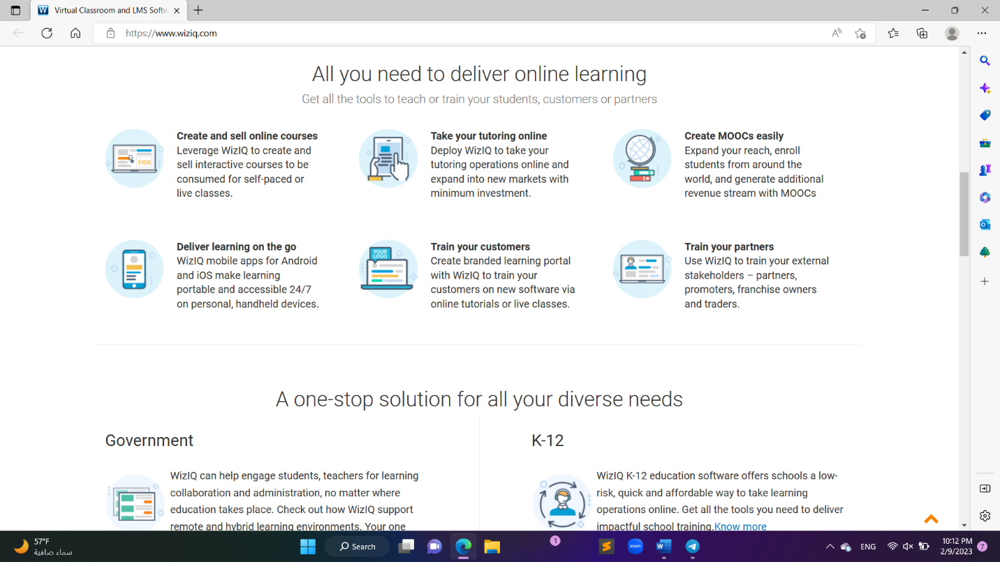 Virtual Classroom and LMS Softw
https://www.wiziq.com
All you need to deliver online learning
Get all the tools to teach or train your students, customers or partners
Create and sell online courses
Leverage WizIQ to create and
sell interactive courses to be
consumed for self-paced or
live classes.
$150
Take your tutoring online
Deploy WizIQ to take your
tutoring operations online and
expand into new markets with
minimum investment.
Create MOOCs easily
Expand your reach, enroll
students from around the
world, and generate additional
revenue stream with MOOCs
Deliver learning on the go
WizIQ mobile apps for Android
and iOS make learning
portable and accessible 24/7
on personal, handheld devices.
YOUR
LOGO
Train your customers
Create branded learning portal
with WizIQ to train your
customers on new software via
online tutorials or live classes.
Train your partners
Use WizIQ to train your external
stakeholders – partners,
promoters, franchise owners
and traders.
A one-stop solution for all your diverse needs
Government
WizIQ can help engage students, teachers for learning
collaboration and administration, no matter where
education takes place. Check out how WizIQ support
remote and hybrid learning environments. Your one
K-12
WizIQ K-12 education software offers schools a low-
risk, quick and affordable way to take learning
operations online. Get all the tools you need to deliver
impactful school training.Know more
57°F
سماء صافية
Search
1
zoom
ENG
10:12 PM
2/9/2023
7